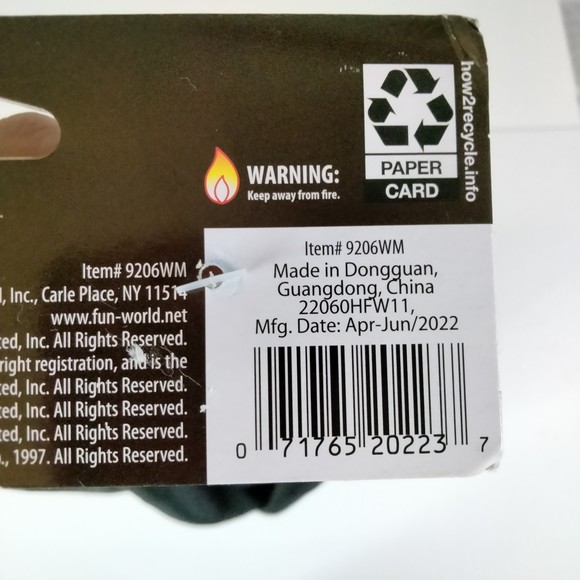 how2recycle.info
PAPER
CARD
WARNING:
Keep away from fire.
Item# 9206WM
Inc., Carle Place, NY 11514
www.fun-world.net
Inc. All Rights Reserved.
right registration, and is the
Inc. All Rights Reserved.
Inc. All Rights Reserved.
Inc. All Rights Reserved.
1997. All Rights Reserved.
Item# 9206WM
Made in Dongguan,
Guangdong, China
22060HFW11,
Mfg. Date: Apr-Jun/2022
0 71765 20223 7